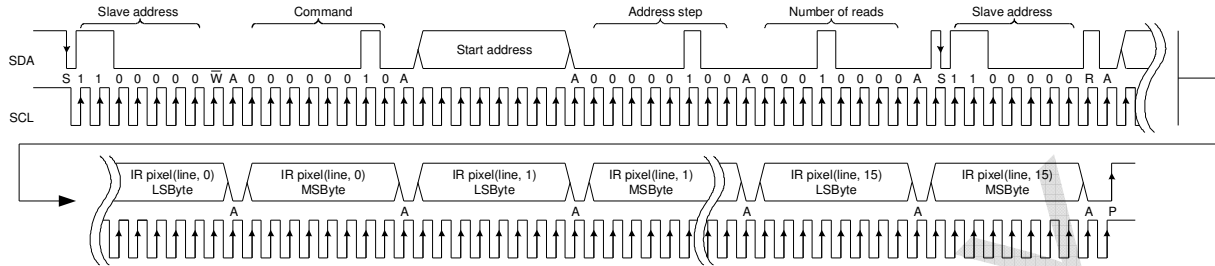 Slave address Command Address step Number of reads Slave address
SDA
Start address
S 1 1 0 0 0 0 0 W A 0 0 0 0 0 0 1 0 A A 0 0 0 0 0 1 0 0 A 0 0 0 1 0 0 0 0 A S 1 1 0 0 0 0 0 R A
SCL
IR pixel(line, 0) IR pixel(line, 0) IR pixel(line, 1) IR pixel(line, 1) IR pixel(line, 15) IR pixel(line, 15)
LSByte MSByte LSByte MSByte LSByte MSByte
A A A A A A P